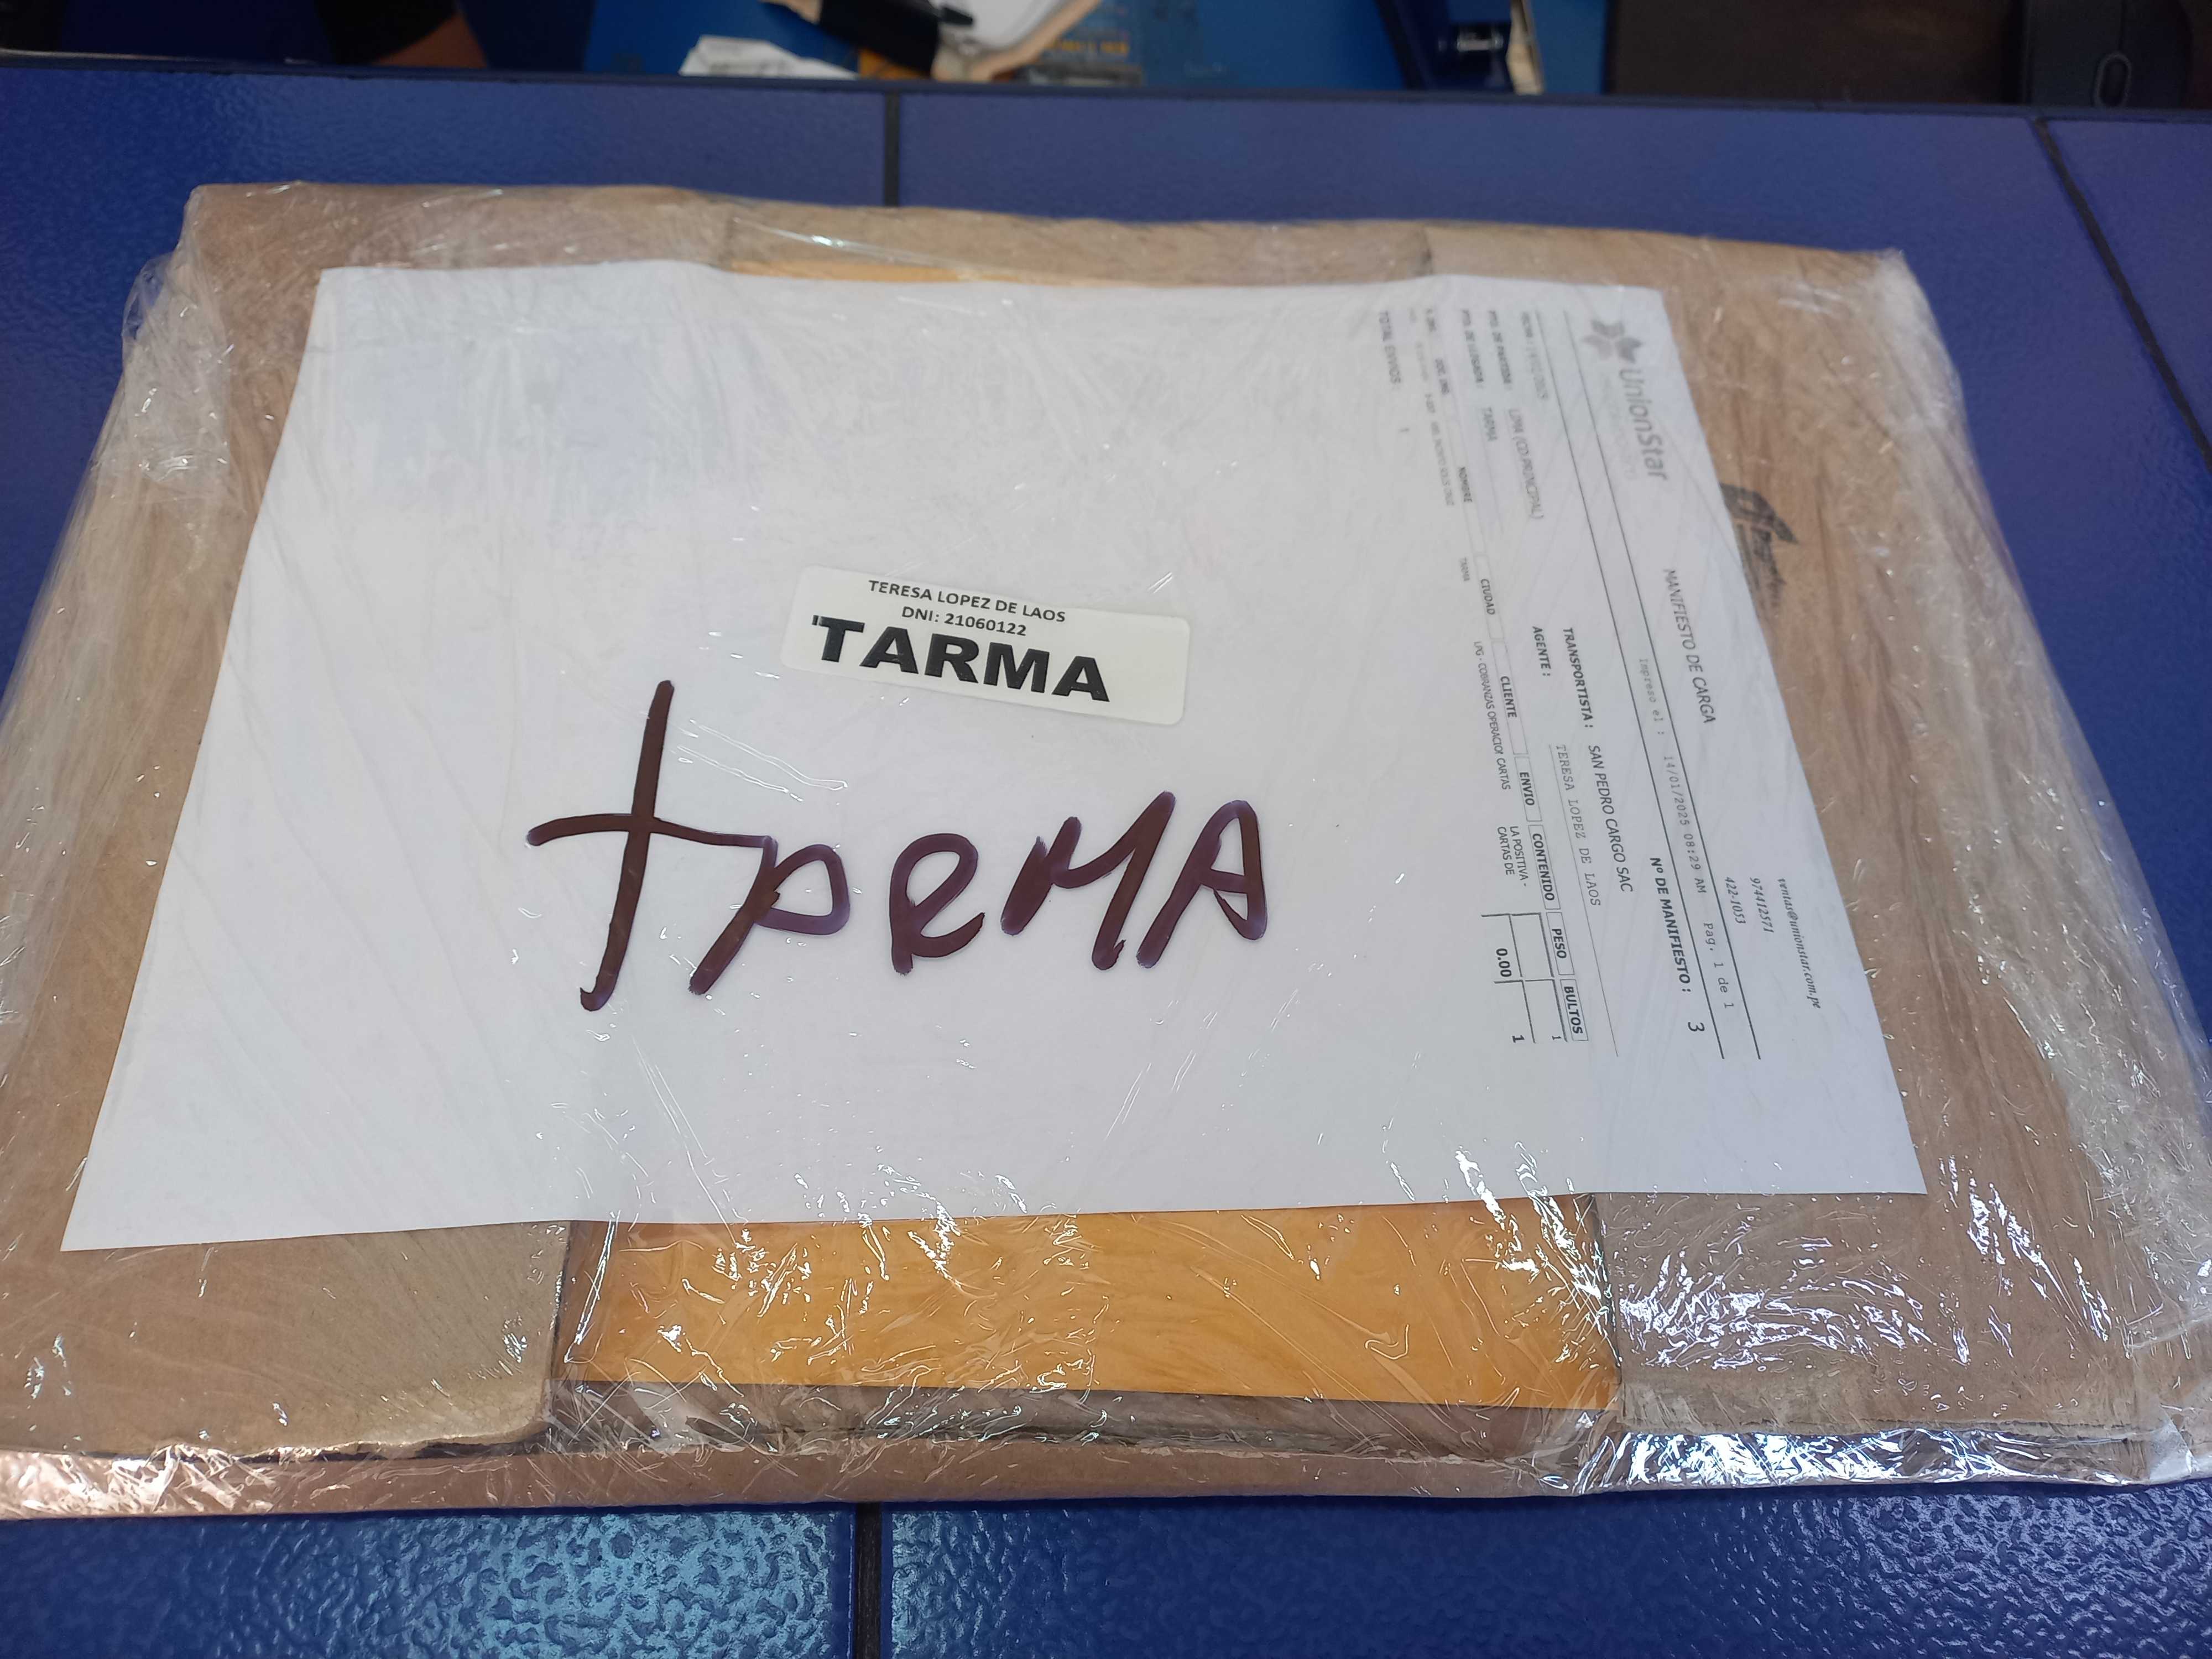 TERESA LOPEZ DE LAOS
DNI: 21060122
TARMA
TARMA
UnionStar
MANIFIESTO DE CARGA
ventas@unionstar.com.pe
974412571
422-1053
Impreso el : 14/01/2025 08:29 AM Pag. 1 de 1
Nº DE MANIFIESTO : 3
TRANSPORTISTA : SAN PEDRO CARGO SAC
LIMA (CD PRINCIPAL)
AGENTE : TERESA LOPEZ DE LAOS
TARMA
NOMBRE CIUDAD CLIENTE ENVIO CONTENIDO PESO BULTOS
TARMA LPG - COBRANZAS OPERACION CARTAS LA POSITIVA - 1
CARTAS DE
TOTAL ENVIOS 1 0.00 1